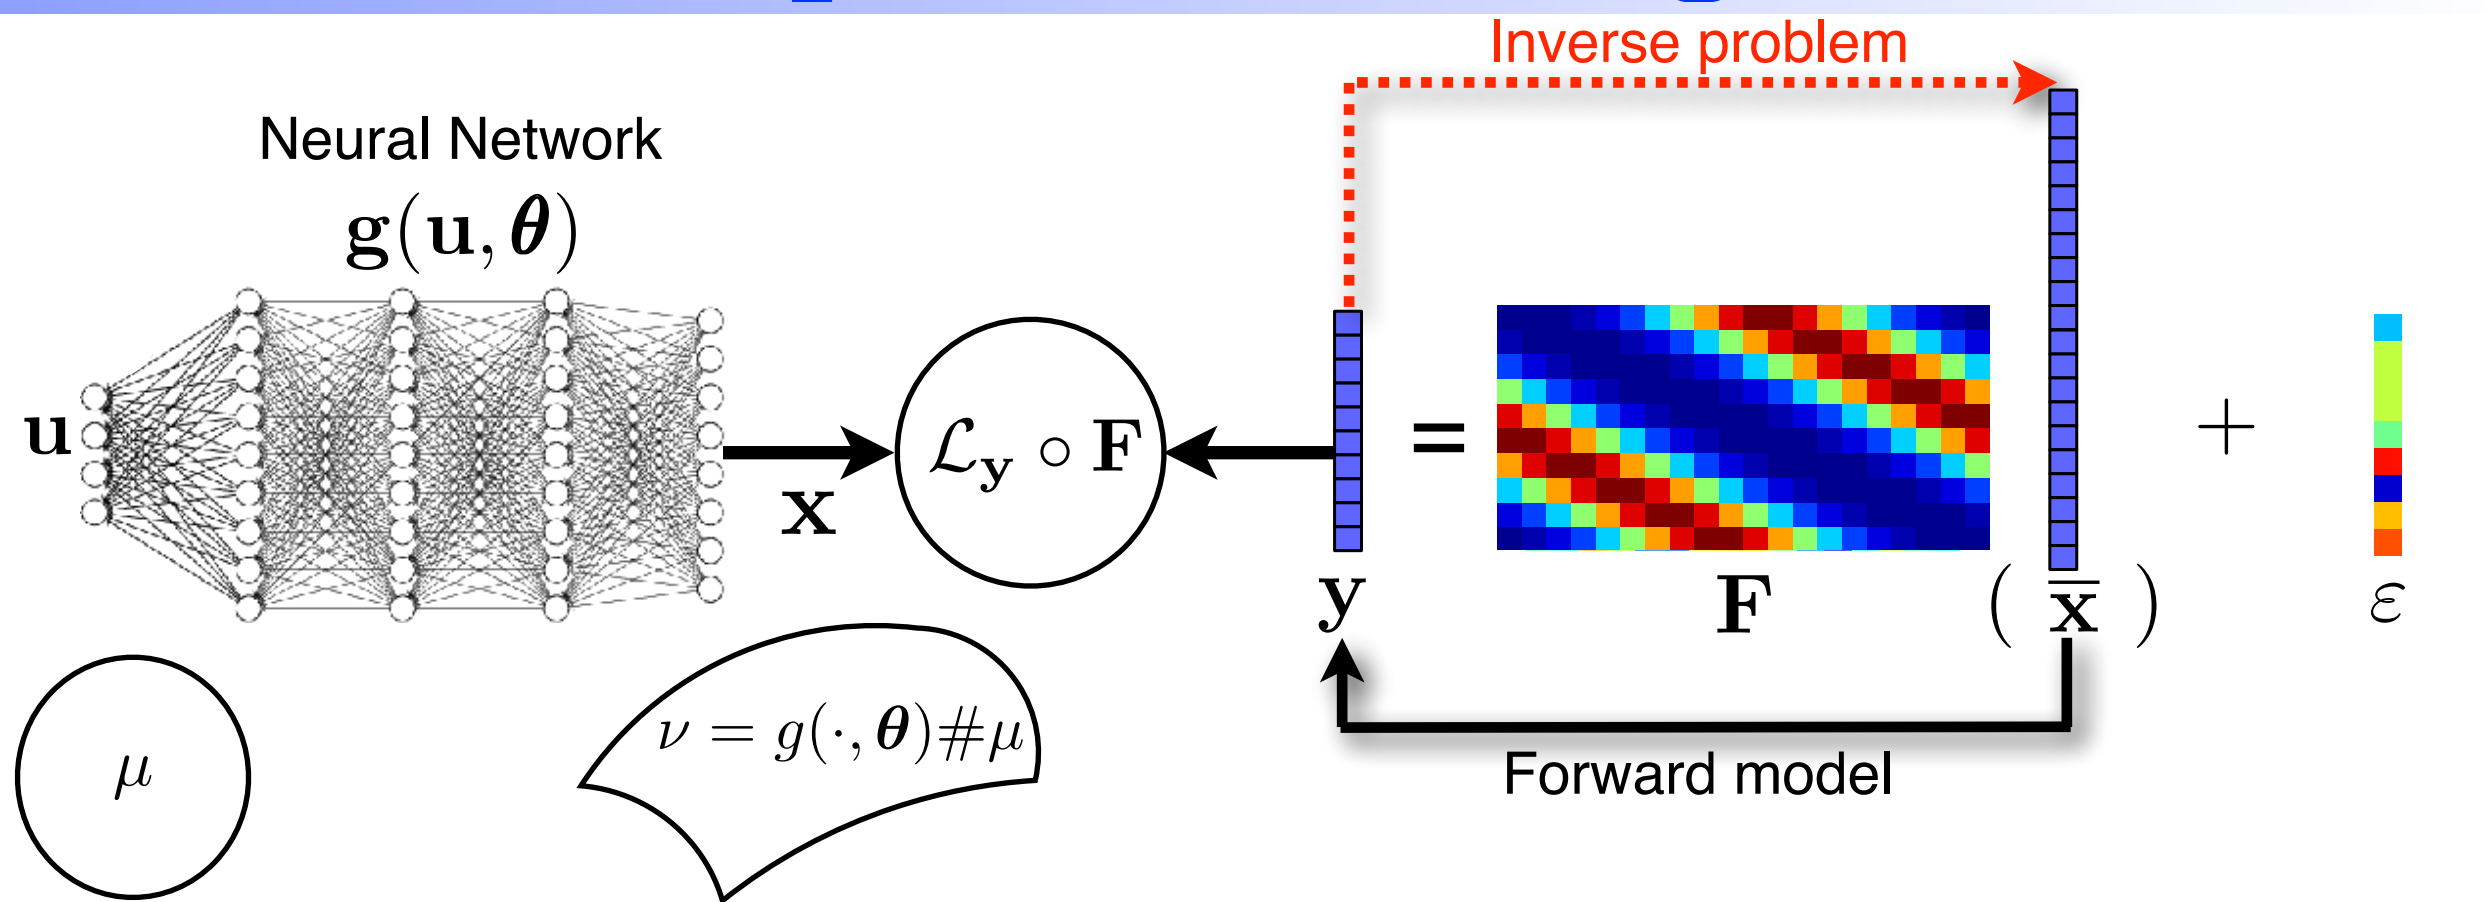 Inverse problem
Neural Network
g(u, θ)
u
x
𝓛_y ∘ F
y
=
F
( x̅ )
+
ε
μ
ν = g(·, θ)#μ
Forward model